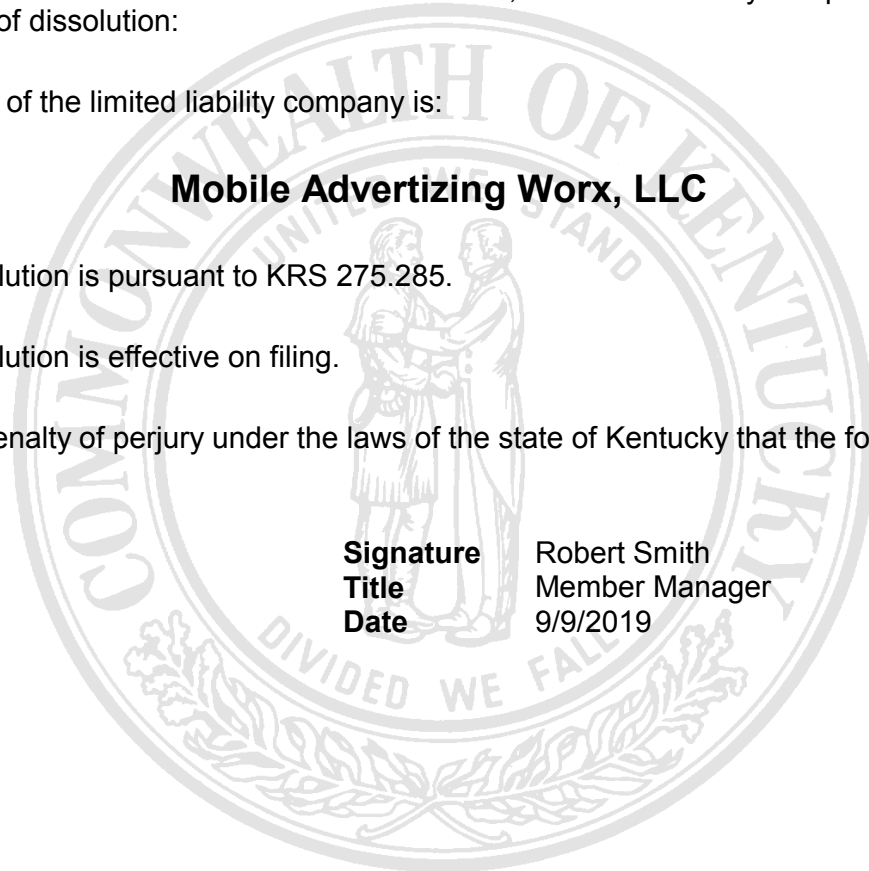 of dissolution:
of the limited liability company is:
Mobile Advertizing Worx, LLC
lution is pursuant to KRS 275.285.
lution is effective on filing.
enalty of perjury under the laws of the state of Kentucky that the fo
Signature Robert Smith
Title Member Manager
Date 9/9/2019
COMMONWEALTH OF KENTUCKY
UNITED WE STAND
DIVIDED WE FALL